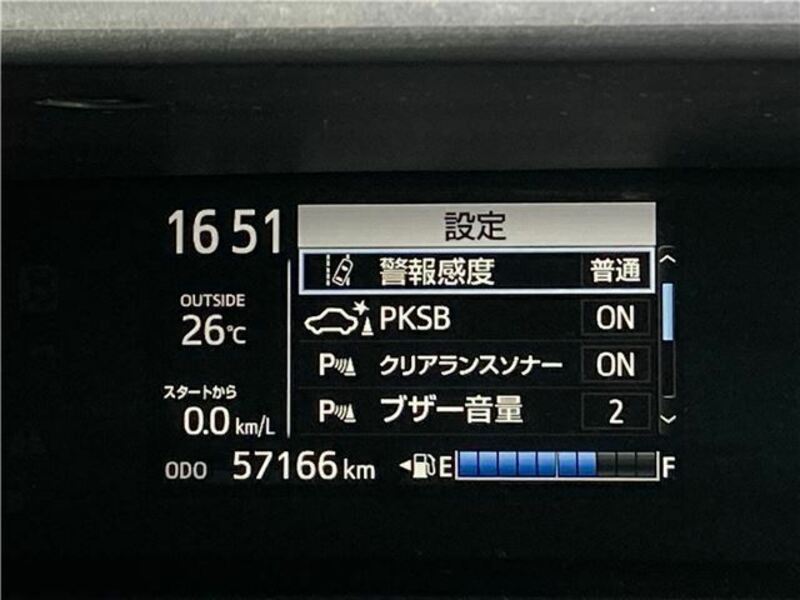 16 51
設定
警報感度 普通
OUTSIDE
26℃
PKSB ON
P クリアランスソナー ON
スタートから
0.0 km/L
P ブザー音量 2
ODO 57166 km
E F